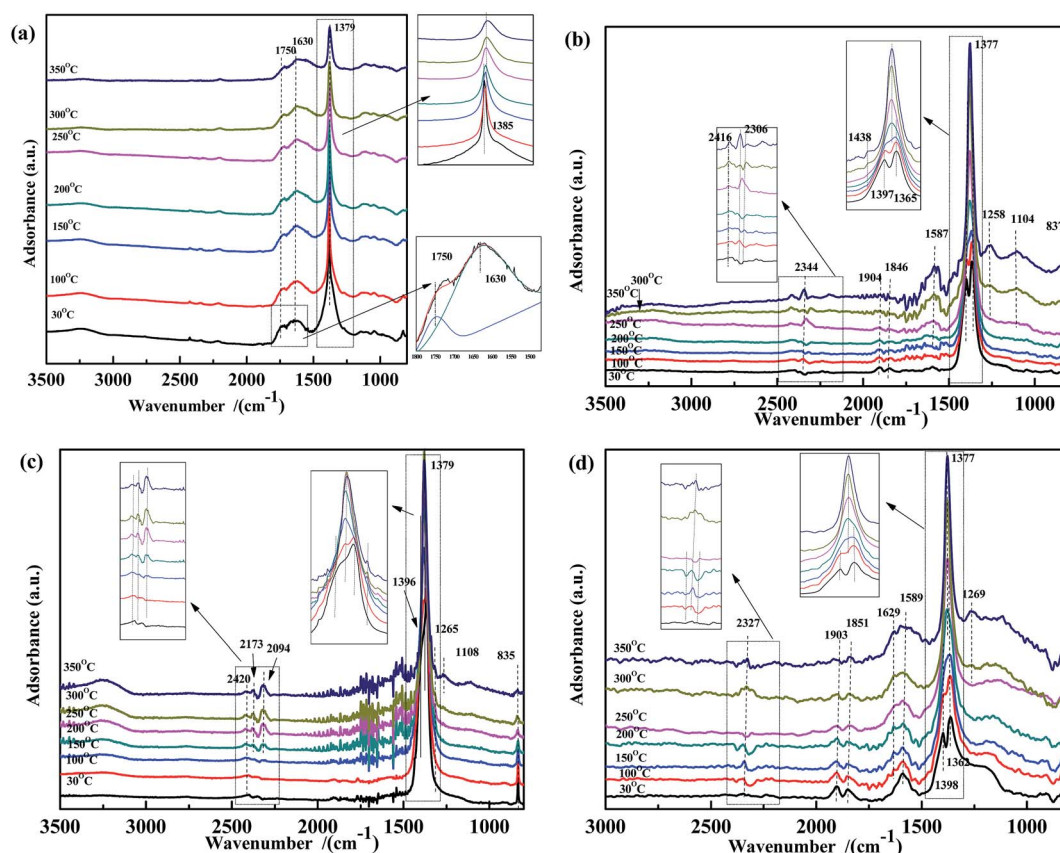 (a)
1379
1750
1630
350°C
300°C
250°C
200°C
150°C
100°C
30°C
1385
1750
1630
1800
1750
1700
1650
1600
1550
1500
Adsorbance (a.u.)
3500 3000 2500 2000 1500 1000
Wavenumber /(cm-1)
(b)
1377
2416
2306
1438
1397
1365
1587
1258
1104
837
2344
1904
1846
300°C
350°C
250°C
200°C
150°C
100°C
30°C
Adsorbance (a.u.)
3500 3000 2500 2000 1500 1000
Wavenumber /(cm-1)
(c)
1379
1396
1265
1108
835
2173
2094
2420
350°C
300°C
250°C
200°C
150°C
100°C
30°C
Adsorbance (a.u.)
3500 3000 2500 2000 1500 1000
Wavenumber /(cm-1)
(d)
1377
2327
1903
1851
1629
1589
1269
1362
1398
350°C
300°C
250°C
200°C
150°C
100°C
30°C
Adsorbance (a.u.)
3000 2500 2000 1500 1000
Wavenumber /(cm-1)